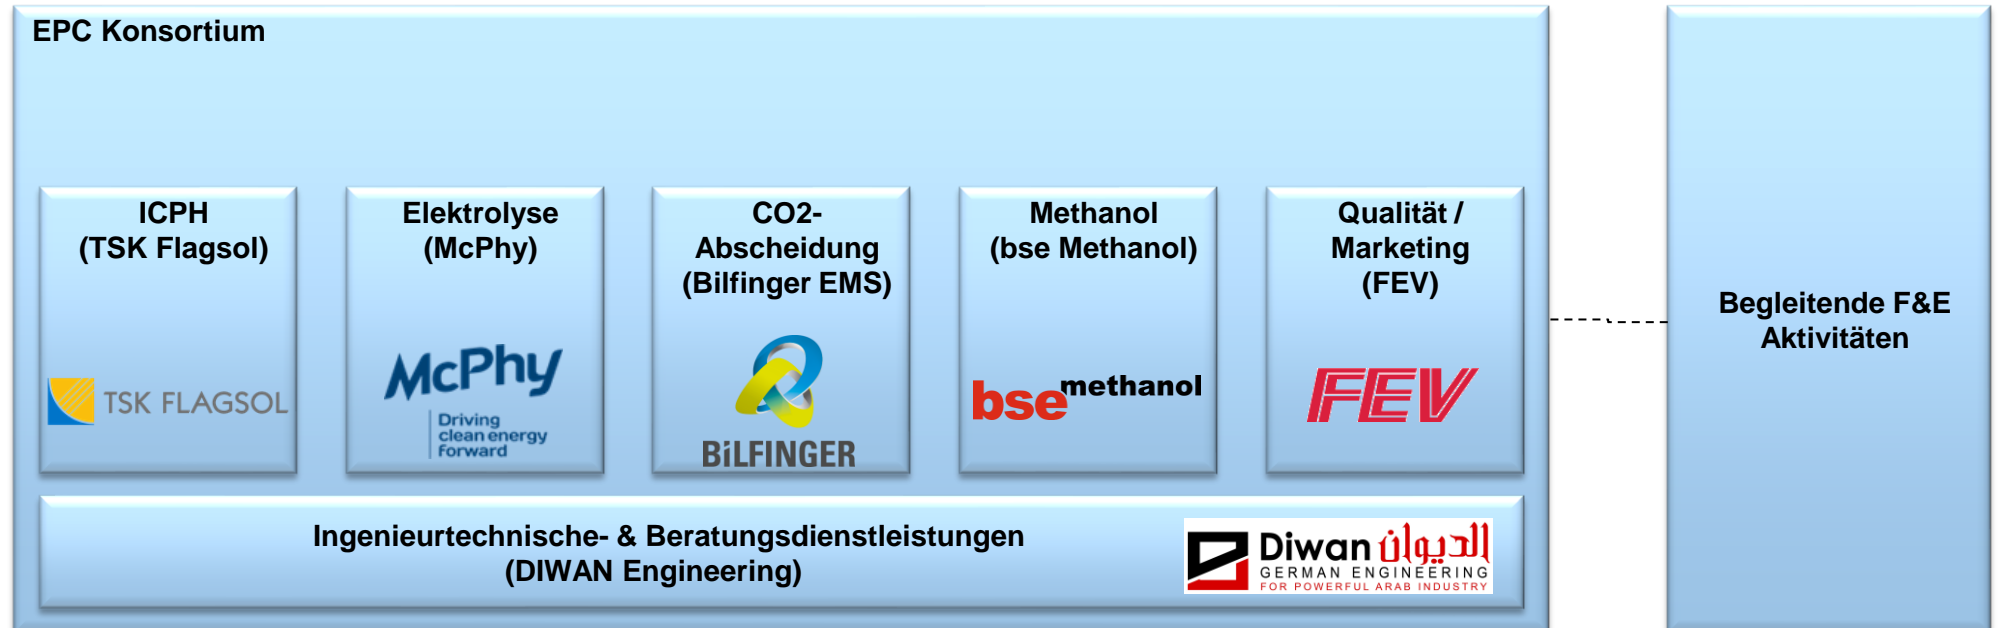 EPC Konsortium
ICPH
(TSK Flagsol)
TSK FLAGSOL
Elektrolyse
(McPhy)
McPhy
Driving
clean energy
forward
CO2-
Abscheidung
(Bilfinger EMS)
BiLFINGER
Methanol
(bse Methanol)
bse methanol
Qualität /
Marketing
(FEV)
FEV
Ingenieurtechnische- & Beratungsdienstleistungen
(DIWAN Engineering)
Diwan الديوان
GERMAN ENGINEERING
FOR POWERFUL ARAB INDUSTRY
Begleitende F&E
Aktivitäten